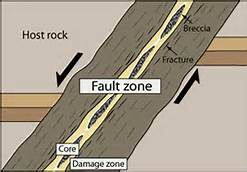 Host rock
Breccia
Fracture
Fault zone
Core
Damage zone